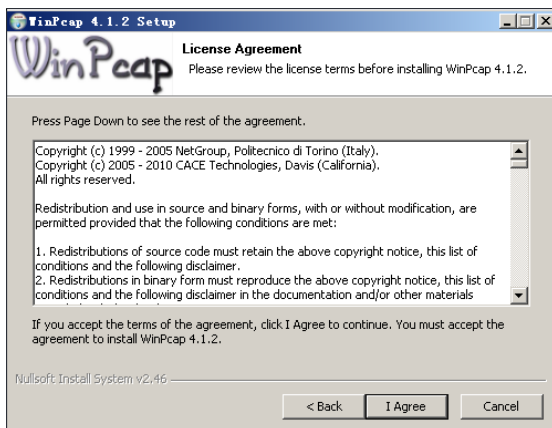 WinPcap 4.1.2 Setup
WinPcap
License Agreement
Please review the license terms before installing WinPcap 4.1.2.
Press Page Down to see the rest of the agreement.
Copyright (c) 1999 - 2005 NetGroup, Politecnico di Torino (Italy).
Copyright (c) 2005 - 2010 CACE Technologies, Davis (California).
All rights reserved.
Redistribution and use in source and binary forms, with or without modification, are
permitted provided that the following conditions are met:
1. Redistributions of source code must retain the above copyright notice, this list of
conditions and the following disclaimer.
2. Redistributions in binary form must reproduce the above copyright notice, this list of
conditions and the following disclaimer in the documentation and/or other materials
If you accept the terms of the agreement, click I Agree to continue. You must accept the
agreement to install WinPcap 4.1.2.
Nullsoft Install System v2.46
< Back
I Agree
Cancel